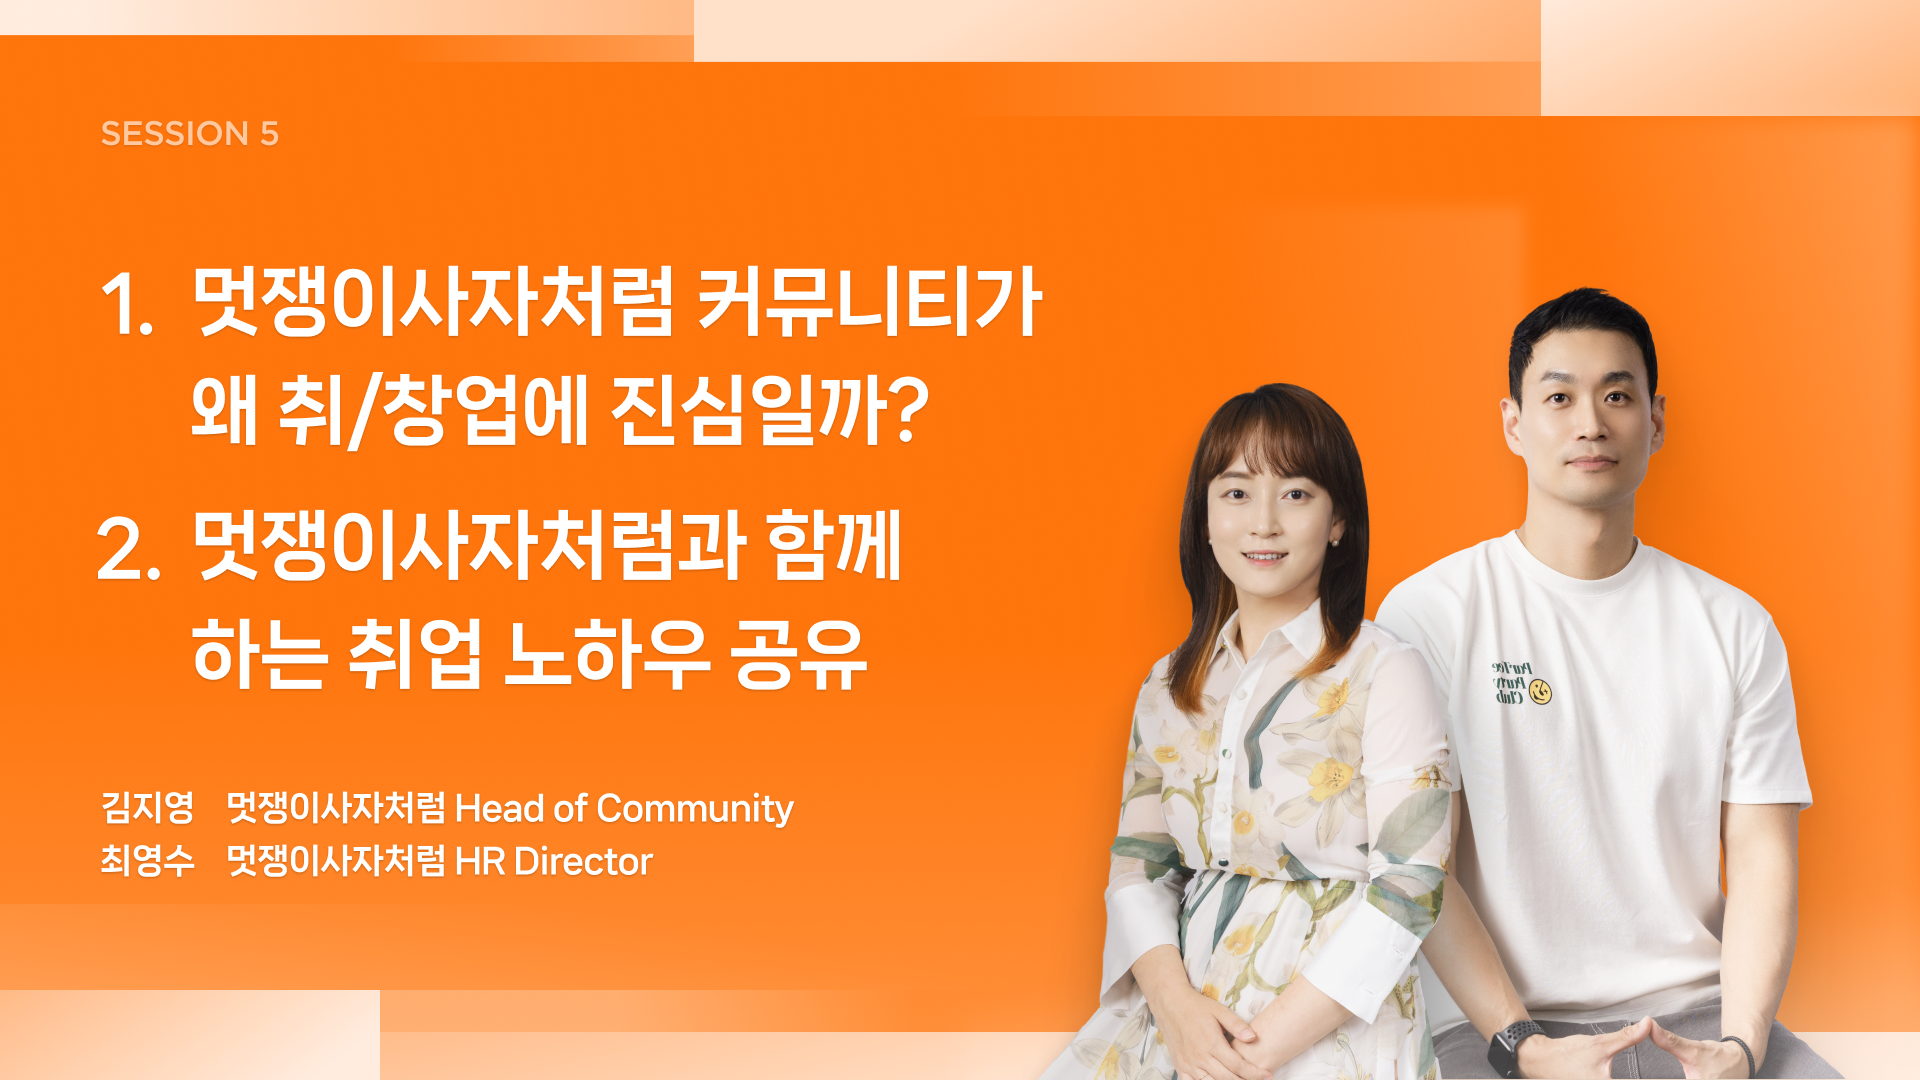 SESSION 5
1. 멋쟁이사자처럼 커뮤니티가
왜 취/창업에 진심일까?
2. 멋쟁이사자처럼과 함께
하는 취업 노하우 공유
김지영 멋쟁이사자처럼 Head of Community
최영수 멋쟁이사자처럼 HR Director
ParTee
Party
Club